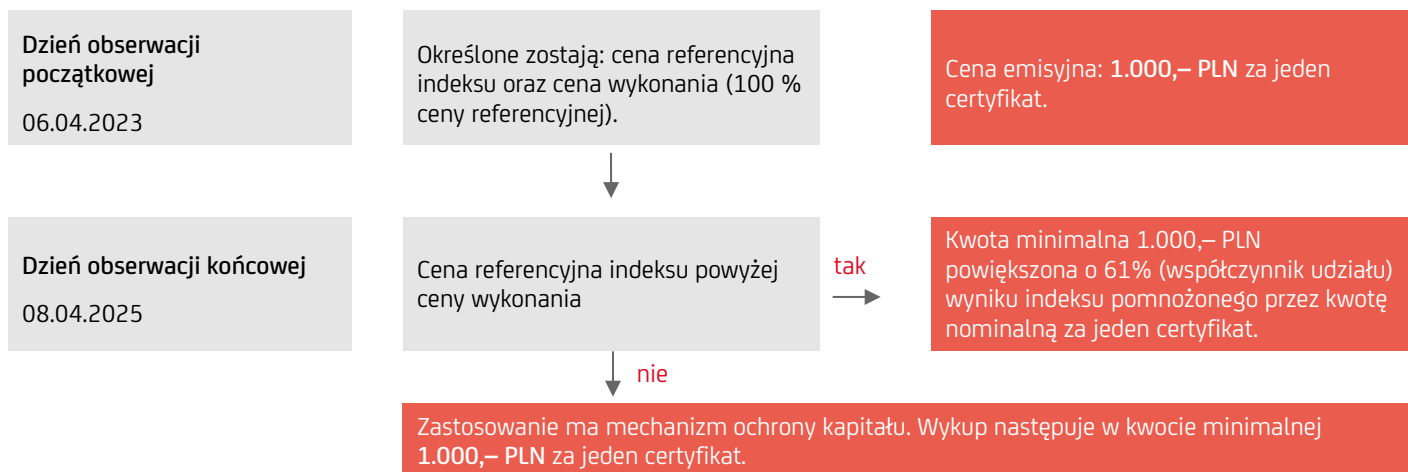 Dzień obserwacji
początkowej
06.04.2023
Określone zostają: cena referencyjna
indeksu oraz cena wykonania (100 %
ceny referencyjnej).
Cena emisyjna: 1.000,– PLN za jeden
certyfikat.
Dzień obserwacji końcowej
08.04.2025
Cena referencyjna indeksu powyżej
ceny wykonania
tak
Kwota minimalna 1.000,– PLN
powiększona o 61% (współczynnik udziału)
wyniku indeksu pomnożonego przez kwotę
nominalną za jeden certyfikat.
nie
Zastosowanie ma mechanizm ochrony kapitału. Wykup następuje w kwocie minimalnej
1.000,– PLN za jeden certyfikat.